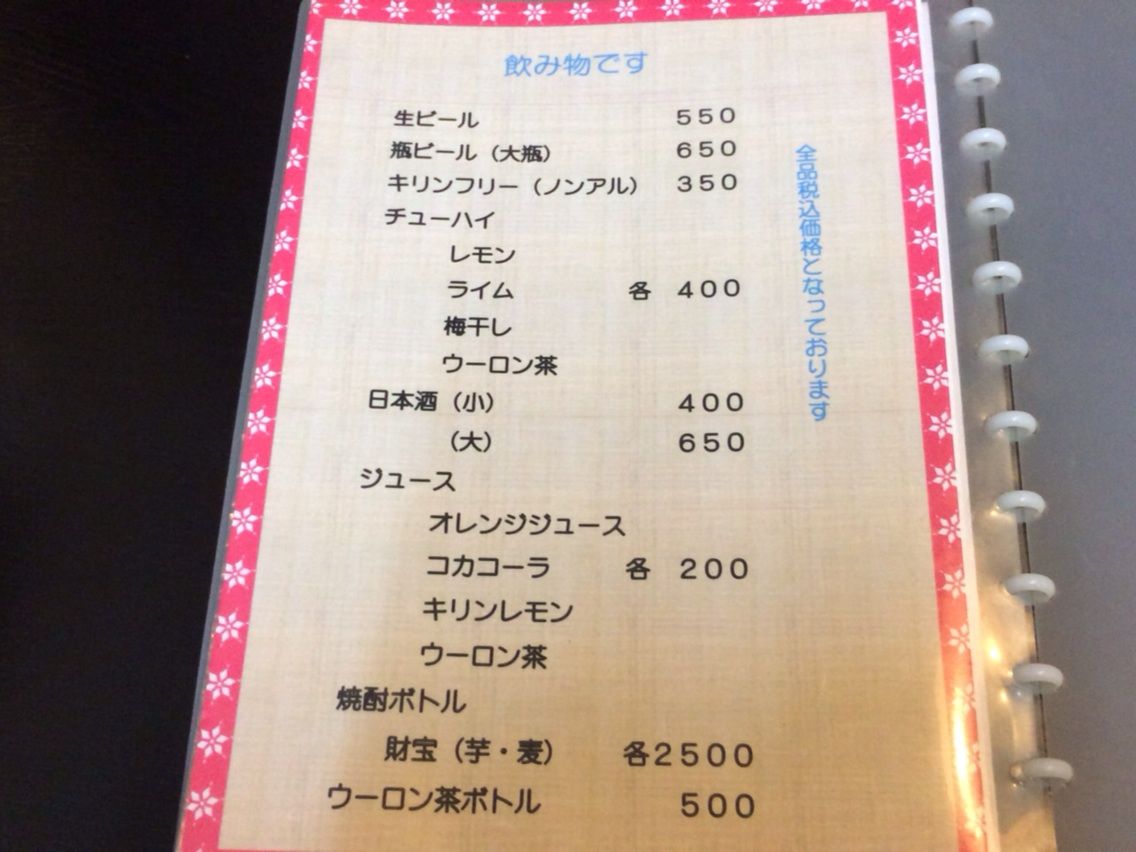 飲み物です
生ビール 550
瓶ビール（大瓶） 650
キリンフリー（ノンアル） 350
チューハイ
レモン
ライム 各 400
梅干し
ウーロン茶
日本酒（小） 400
（大） 650
ジュース
オレンジジュース
コカコーラ 各 200
キリンレモン
ウーロン茶
焼酎ボトル
財宝（芋・麦） 各2500
ウーロン茶ボトル 500
全品税込価格となっております